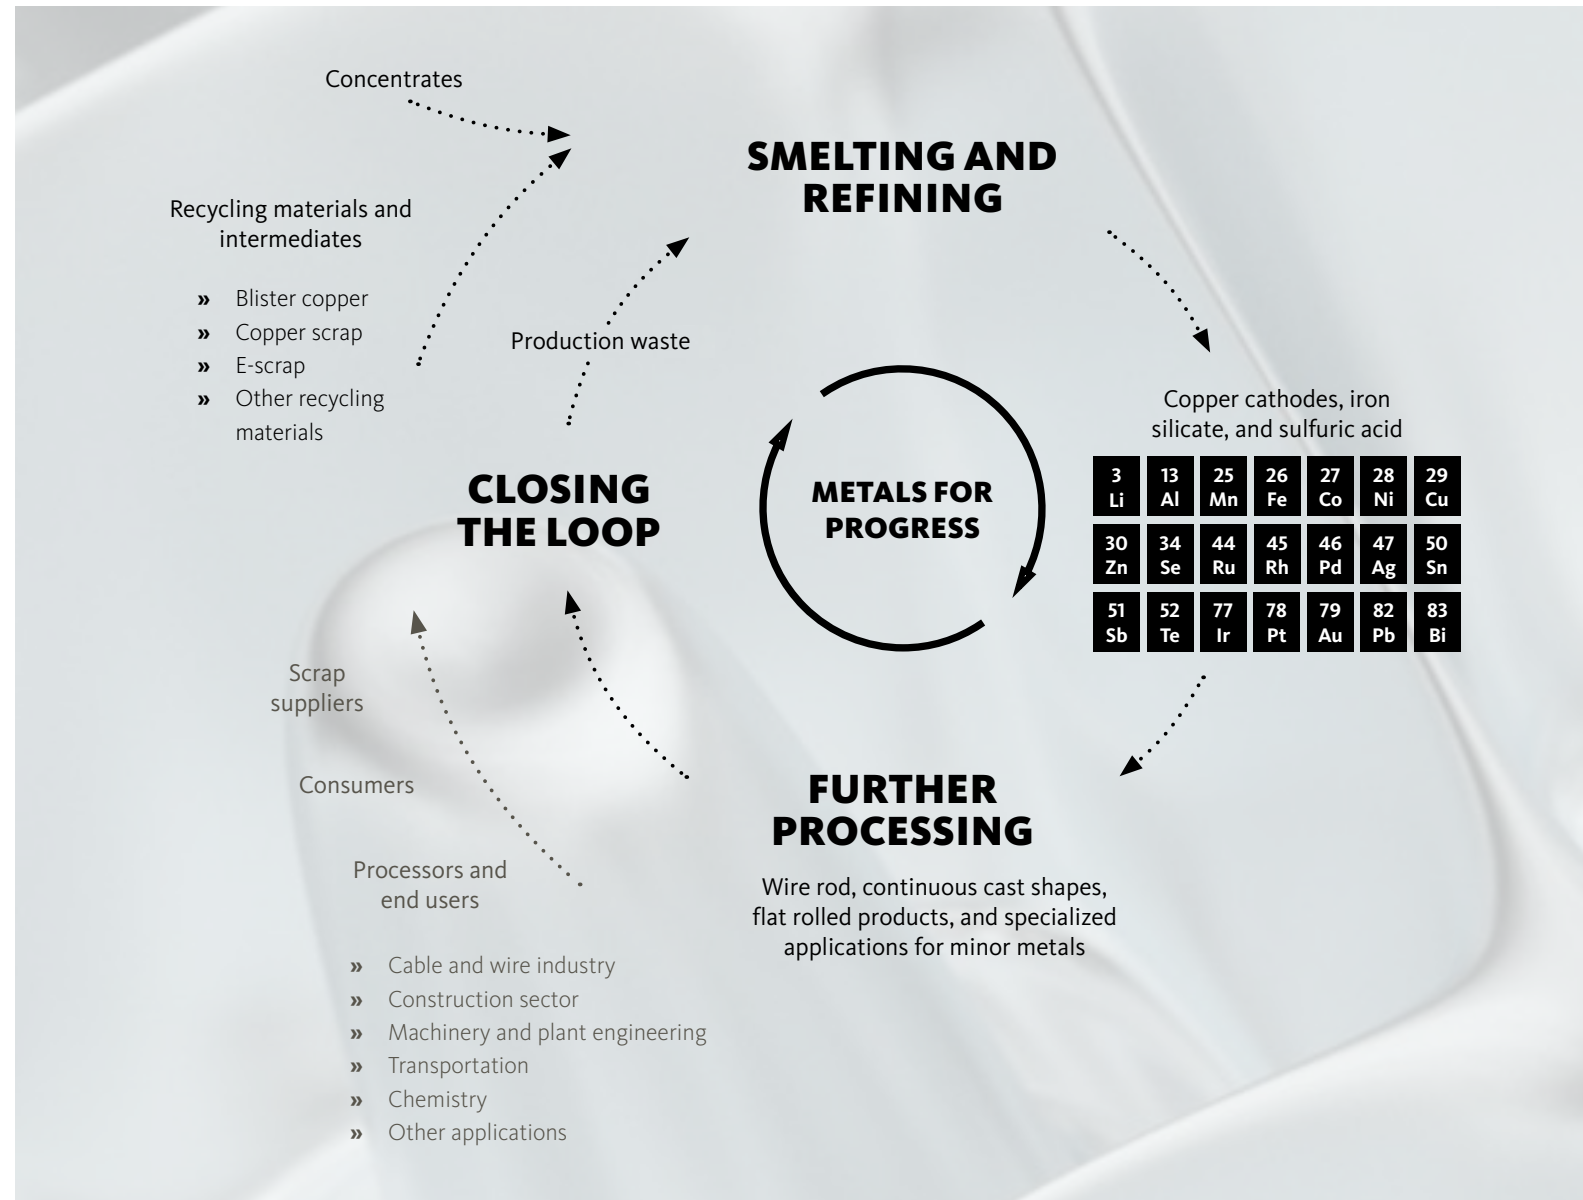 Concentrates
SMELTING AND
REFINING
Recycling materials and
intermediates
» Blister copper
» Copper scrap
» E-scrap
» Other recycling
materials
Production waste
Copper cathodes, iron
silicate, and sulfuric acid
3 13 25 26 27 28 29
Li Al Mn Fe Co Ni Cu
30 34 44 45 46 47 50
Zn Se Ru Rh Pd Ag Sn
51 52 77 78 79 82 83
Sb Te Ir Pt Au Pb Bi
CLOSING
THE LOOP
METALS FOR
PROGRESS
Scrap
suppliers
Consumers
Processors and
end users
» Cable and wire industry
» Construction sector
» Machinery and plant engineering
» Transportation
» Chemistry
» Other applications
FURTHER
PROCESSING
Wire rod, continuous cast shapes,
flat rolled products, and specialized
applications for minor metals